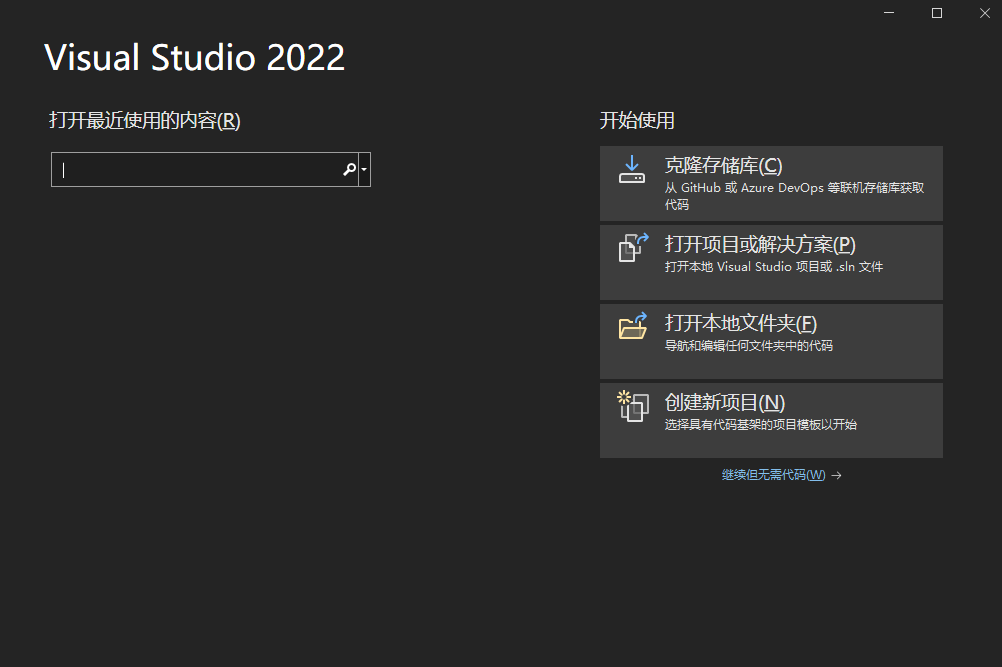 Visual Studio 2022
打开最近使用的内容(R)
开始使用
克隆存储库(C)
从 GitHub 或 Azure DevOps 等联机存储库获取
代码
打开项目或解决方案(P)
打开本地 Visual Studio 项目或 .sln 文件
打开本地文件夹(F)
导航和编辑任何文件夹中的代码
创建新项目(N)
选择具有代码基架的项目模板以开始
继续但无需代码(W) →